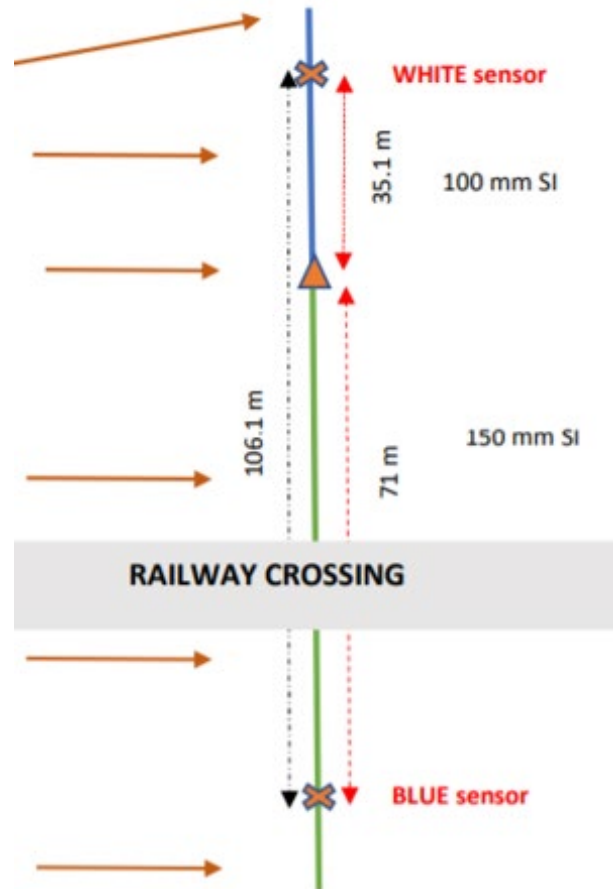 WHITE sensor
35.1 m
100 mm SI
106.1 m
150 mm SI
71 m
RAILWAY CROSSING
BLUE sensor